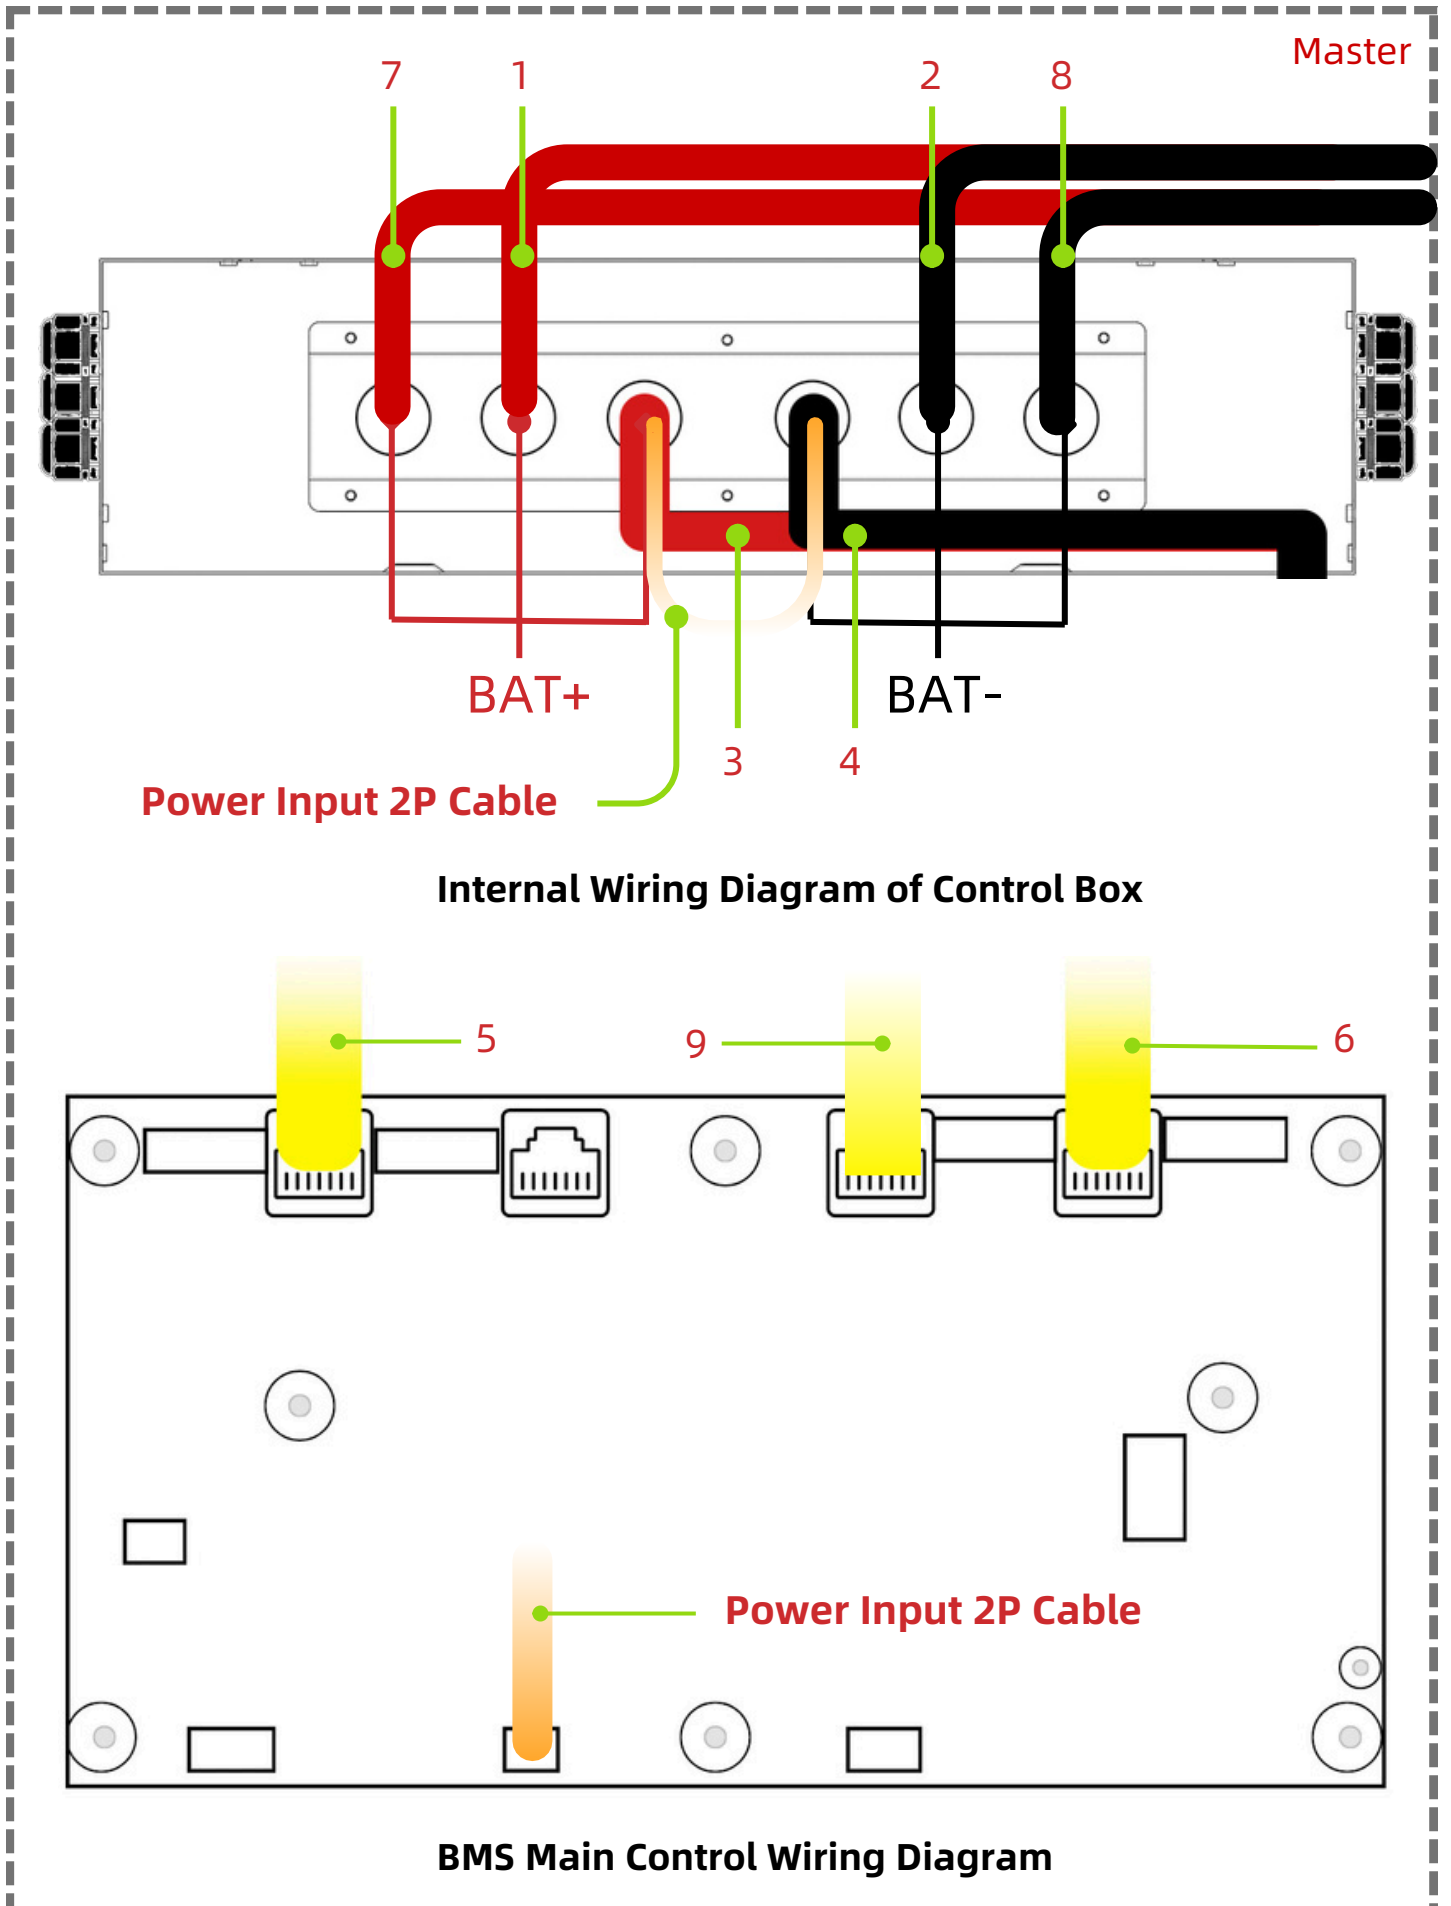 Master
7
1
2
8
BAT+
BAT-
3
4
Power Input 2P Cable
Internal Wiring Diagram of Control Box
5
9
6
Power Input 2P Cable
BMS Main Control Wiring Diagram